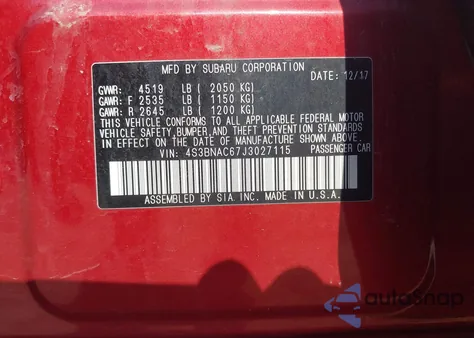 MFD BY SUBARU CORPORATION
DATE: 12/17
GVWR: 4519 LB ( 2050 KG)
GAWR: F 2535 LB ( 1150 KG)
GAWR: R 2645 LB ( 1200 KG)
THIS VEHICLE CONFORMS TO ALL APPLICABLE FEDERAL MOTOR
VEHICLE SAFETY, BUMPER, AND THEFT PREVENTION STANDARDS
IN EFFECT ON THE DATE OF MANUFACTURE SHOWN ABOVE.
VIN: 4S3BNAC67J3027115 PASSENGER CAR
ASSEMBLED BY SIA. INC. MADE IN U.S.A.
autosnap